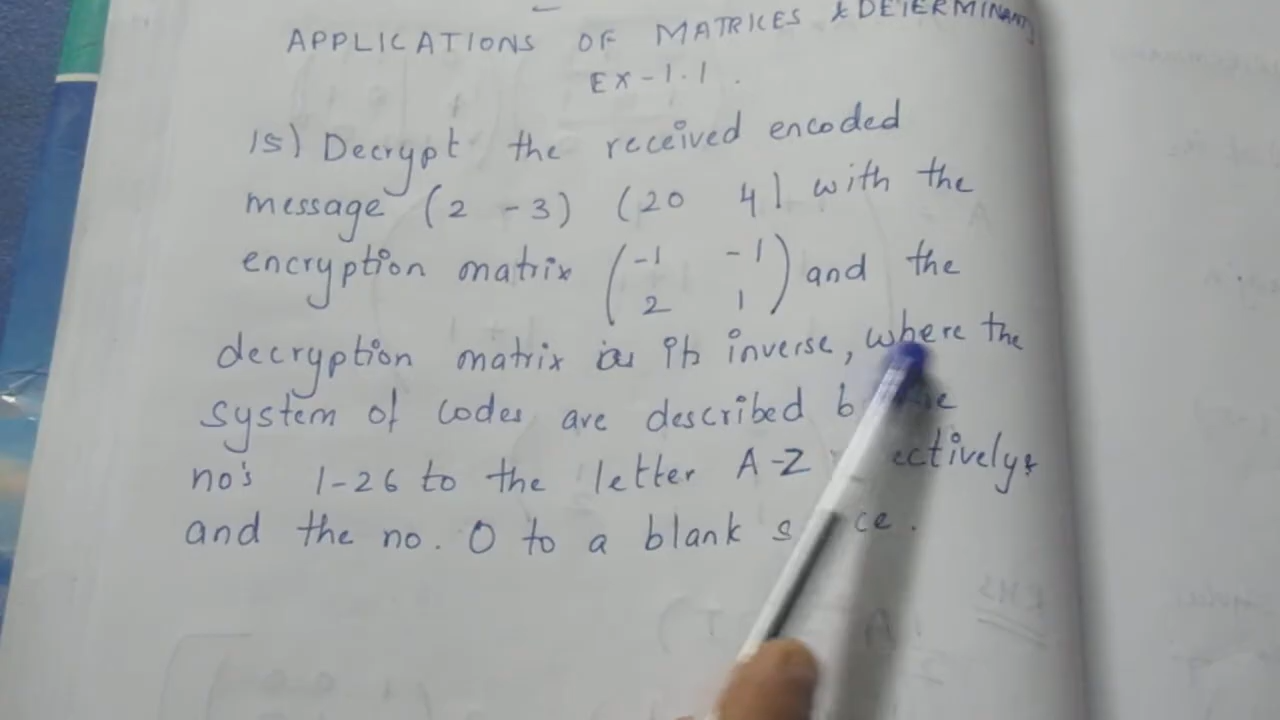 APPLICATIONS OF MATRICES & DETERMINANTS
EX-1.1.
15) Decrypt the received encoded
message (2 -3) (20 4) with the
encryption matrix (-1 -1
2 1) and the
decryption matrix as its inverse, where the
system of codes are described
no's 1-26 to the letter A-Z
and the no. 0 to a blank